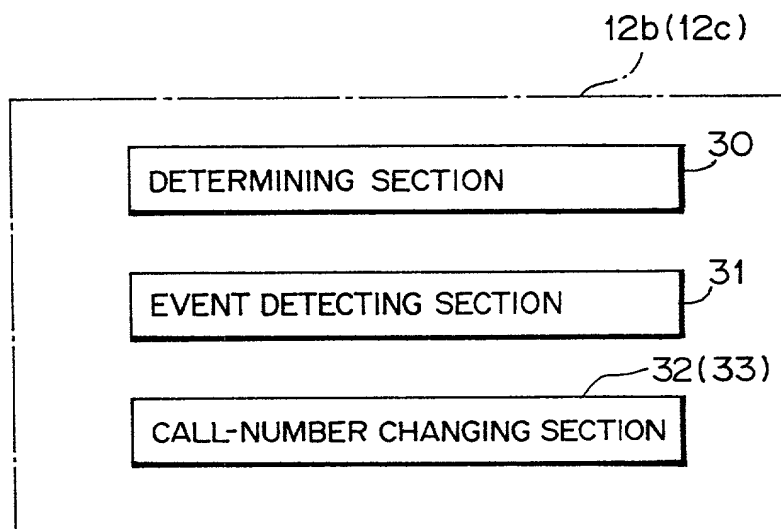 12b(12c)
DETERMINING SECTION
30
EVENT DETECTING SECTION
31
32(33)
CALL-NUMBER CHANGING SECTION